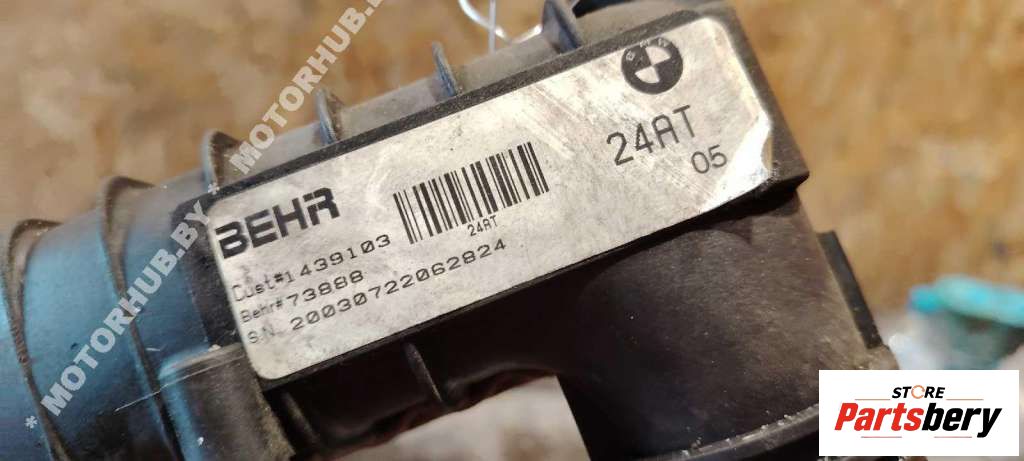 BEHR
Cust#1439103
Behr#73888
S.N. 20030722062824
24AT
24AT
05
* MOTORHUB.BY * MOTORHUB.BY
STORE
Partsbery